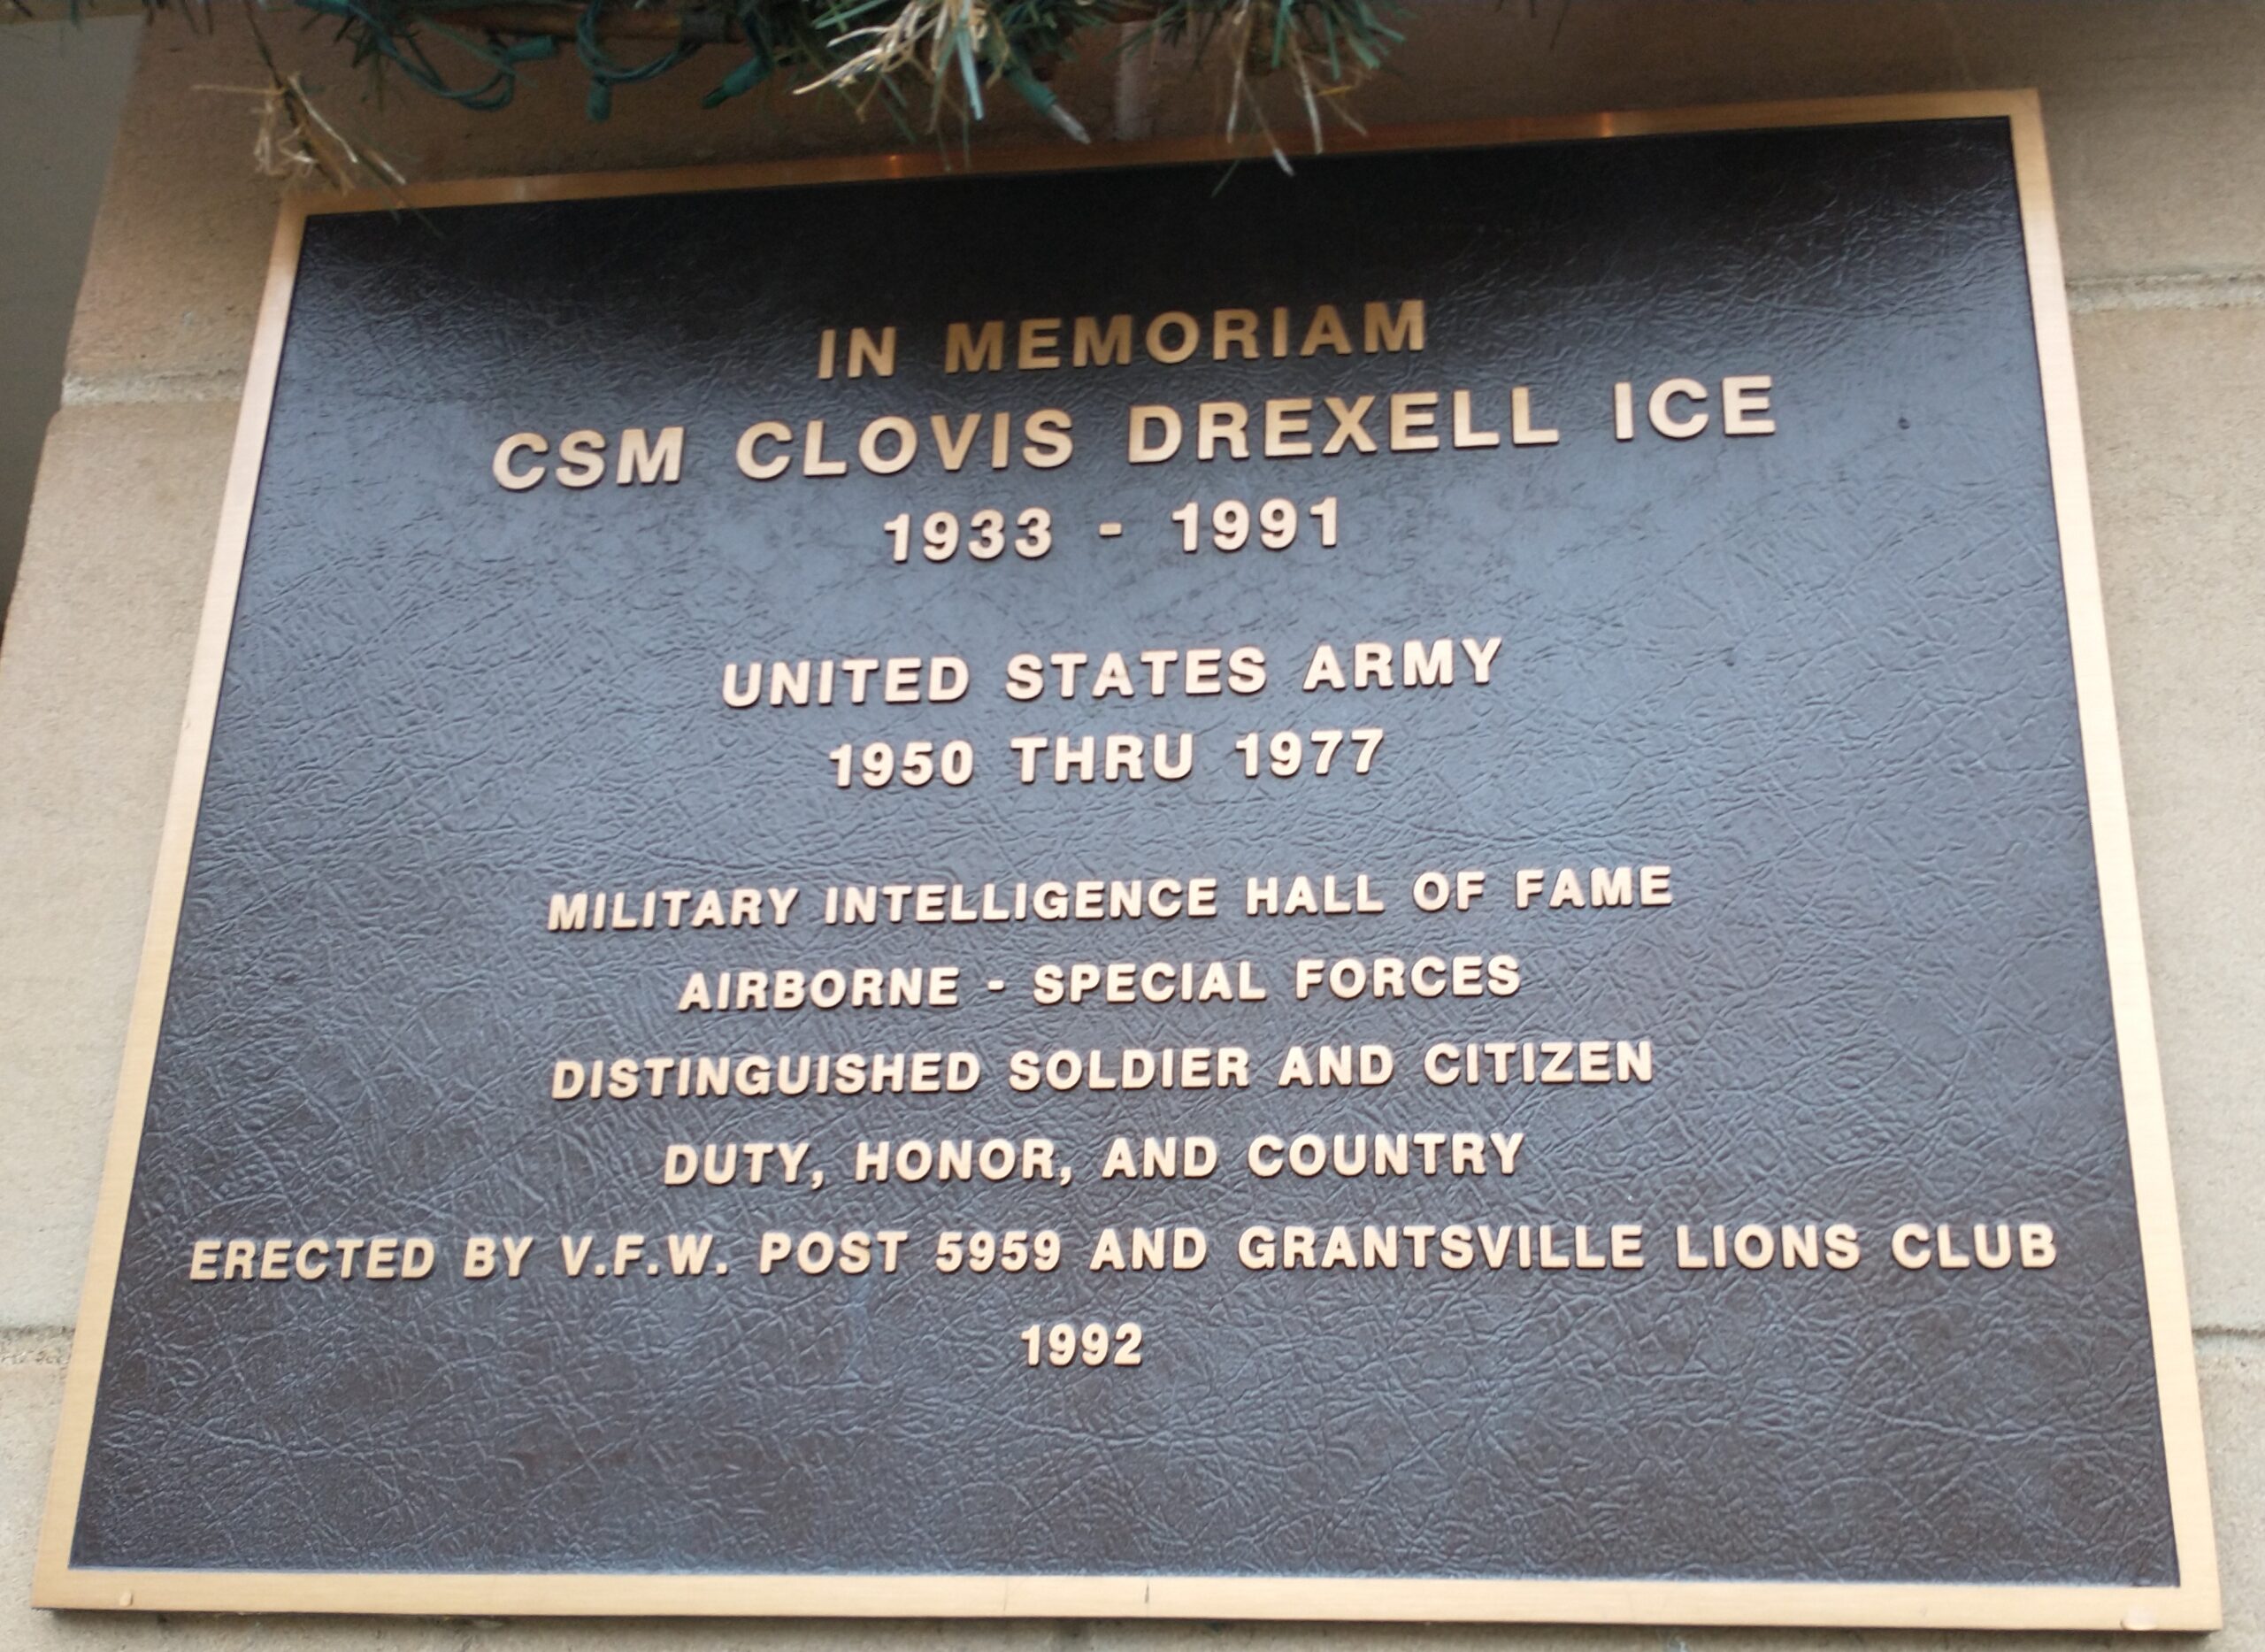 IN MEMORIAM
CSM CLOVIS DREXELL ICE
1933 - 1991
UNITED STATES ARMY
1950 THRU 1977
MILITARY INTELLIGENCE HALL OF FAME
AIRBORNE - SPECIAL FORCES
DISTINGUISHED SOLDIER AND CITIZEN
DUTY, HONOR, AND COUNTRY
ERECTED BY V.F.W. POST 5959 AND GRANTSVILLE LIONS CLUB
1992